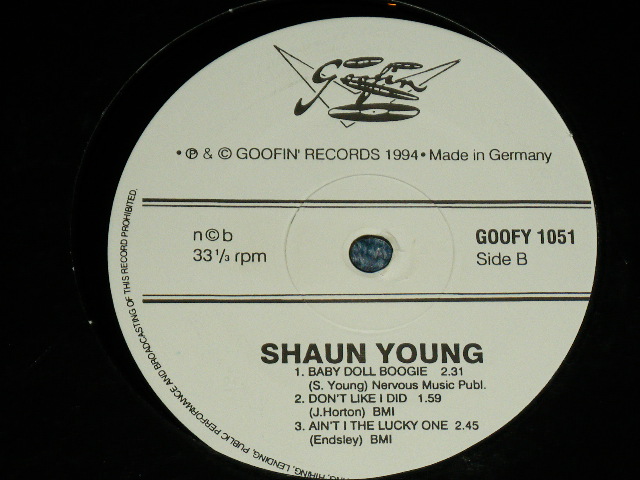 Goofin'
• ℗ & © GOOFIN' RECORDS 1994 • Made in Germany
n©b
33 1/3 rpm
GOOFY 1051
Side B
SHAUN YOUNG
1. BABY DOLL BOOGIE 2.31
(S. Young) Nervous Music Publ.
2. DON'T LIKE I DID 1.59
(J.Horton) BMI
3. AIN'T I THE LUCKY ONE 2.45
(Endsley) BMI
HIRING, LENDING, PUBLIC PERFORMANCE AND BROADCASTING OF THIS RECORD PROHIBITED.